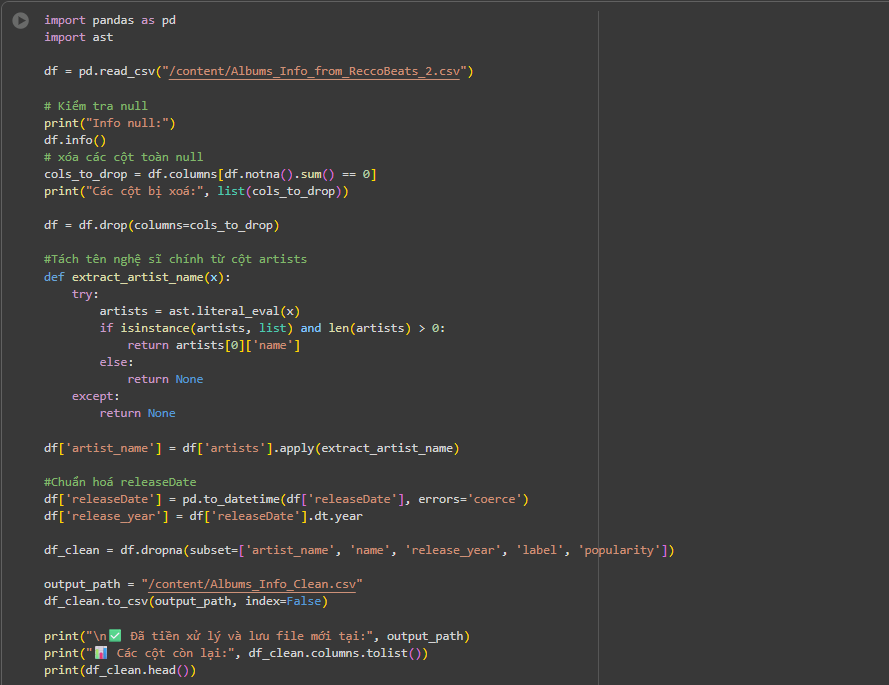 import pandas as pd
import ast
df = pd.read_csv("/content/Albums_Info_from_ReccoBeats_2.csv")
# Kiểm tra null
print("Info null:")
df.info()
# xóa các cột toàn null
cols_to_drop = df.columns[df.notna().sum() == 0]
print("Các cột bị xoá:", list(cols_to_drop))
df = df.drop(columns=cols_to_drop)
#Tách tên nghệ sĩ chính từ cột artists
def extract_artist_name(x):
    try:
        artists = ast.literal_eval(x)
        if isinstance(artists, list) and len(artists) > 0:
            return artists[0]['name']
        else:
            return None
    except:
        return None
df['artist_name'] = df['artists'].apply(extract_artist_name)
#Chuẩn hoá releaseDate
df['releaseDate'] = pd.to_datetime(df['releaseDate'], errors='coerce')
df['release_year'] = df['releaseDate'].dt.year
df_clean = df.dropna(subset=['artist_name', 'name', 'release_year', 'label', 'popularity'])
output_path = "/content/Albums_Info_Clean.csv"
df_clean.to_csv(output_path, index=False)
print("\n✅ Đã tiền xử lý và lưu file mới tại:", output_path)
print("📊 Các cột còn lại:", df_clean.columns.tolist())
print(df_clean.head())